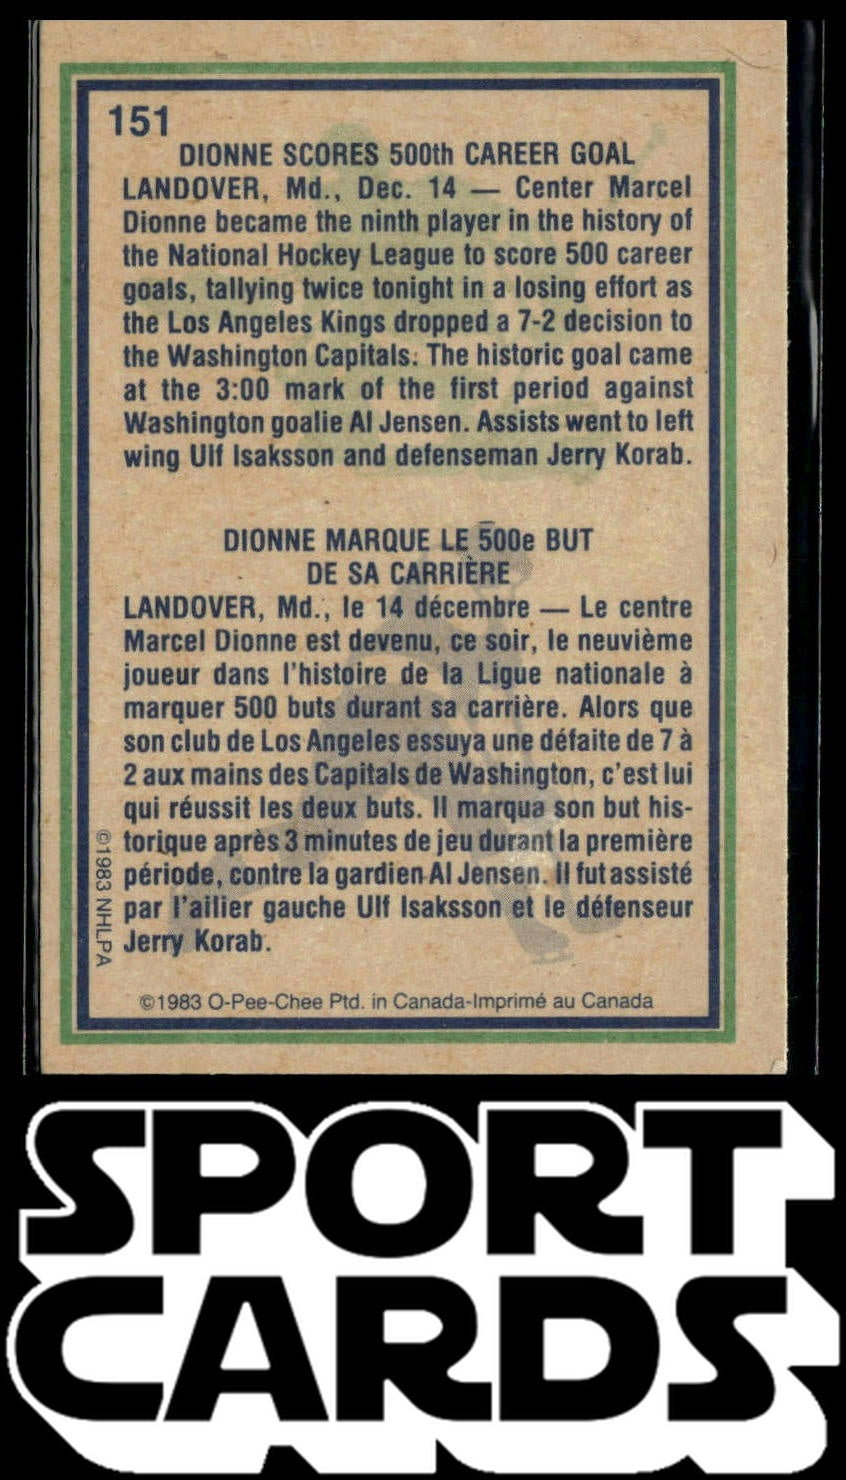 151
DIONNE SCORES 500th CAREER GOAL
LANDOVER, Md., Dec. 14 — Center Marcel
Dionne became the ninth player in the history of
the National Hockey League to score 500 career
goals, tallying twice tonight in a losing effort as
the Los Angeles Kings dropped a 7-2 decision to
the Washington Capitals. The historic goal came
at the 3:00 mark of the first period against
Washington goalie Al Jensen. Assists went to left
wing Ulf Isaksson and defenseman Jerry Korab.
DIONNE MARQUE LE 500e BUT
DE SA CARRIÈRE
LANDOVER, Md., le 14 décembre — Le centre
Marcel Dionne est devenu, ce soir, le neuvième
joueur dans l'histoire de la Ligue nationale à
marquer 500 buts durant sa carrière. Alors que
son club de Los Angeles essuya une défaite de 7 à
2 aux mains des Capitals de Washington, c'est lui
qui réussit les deux buts. Il marqua son but his-
torique après 3 minutes de jeu durant la première
période, contre la gardien Al Jensen. Il fut assisté
par l'ailier gauche Ulf Isaksson et le défenseur
Jerry Korab.
©1983 NHLPA
©1983 O-Pee-Chee Ptd. in Canada-Imprimé au Canada
SPORT
CARDS